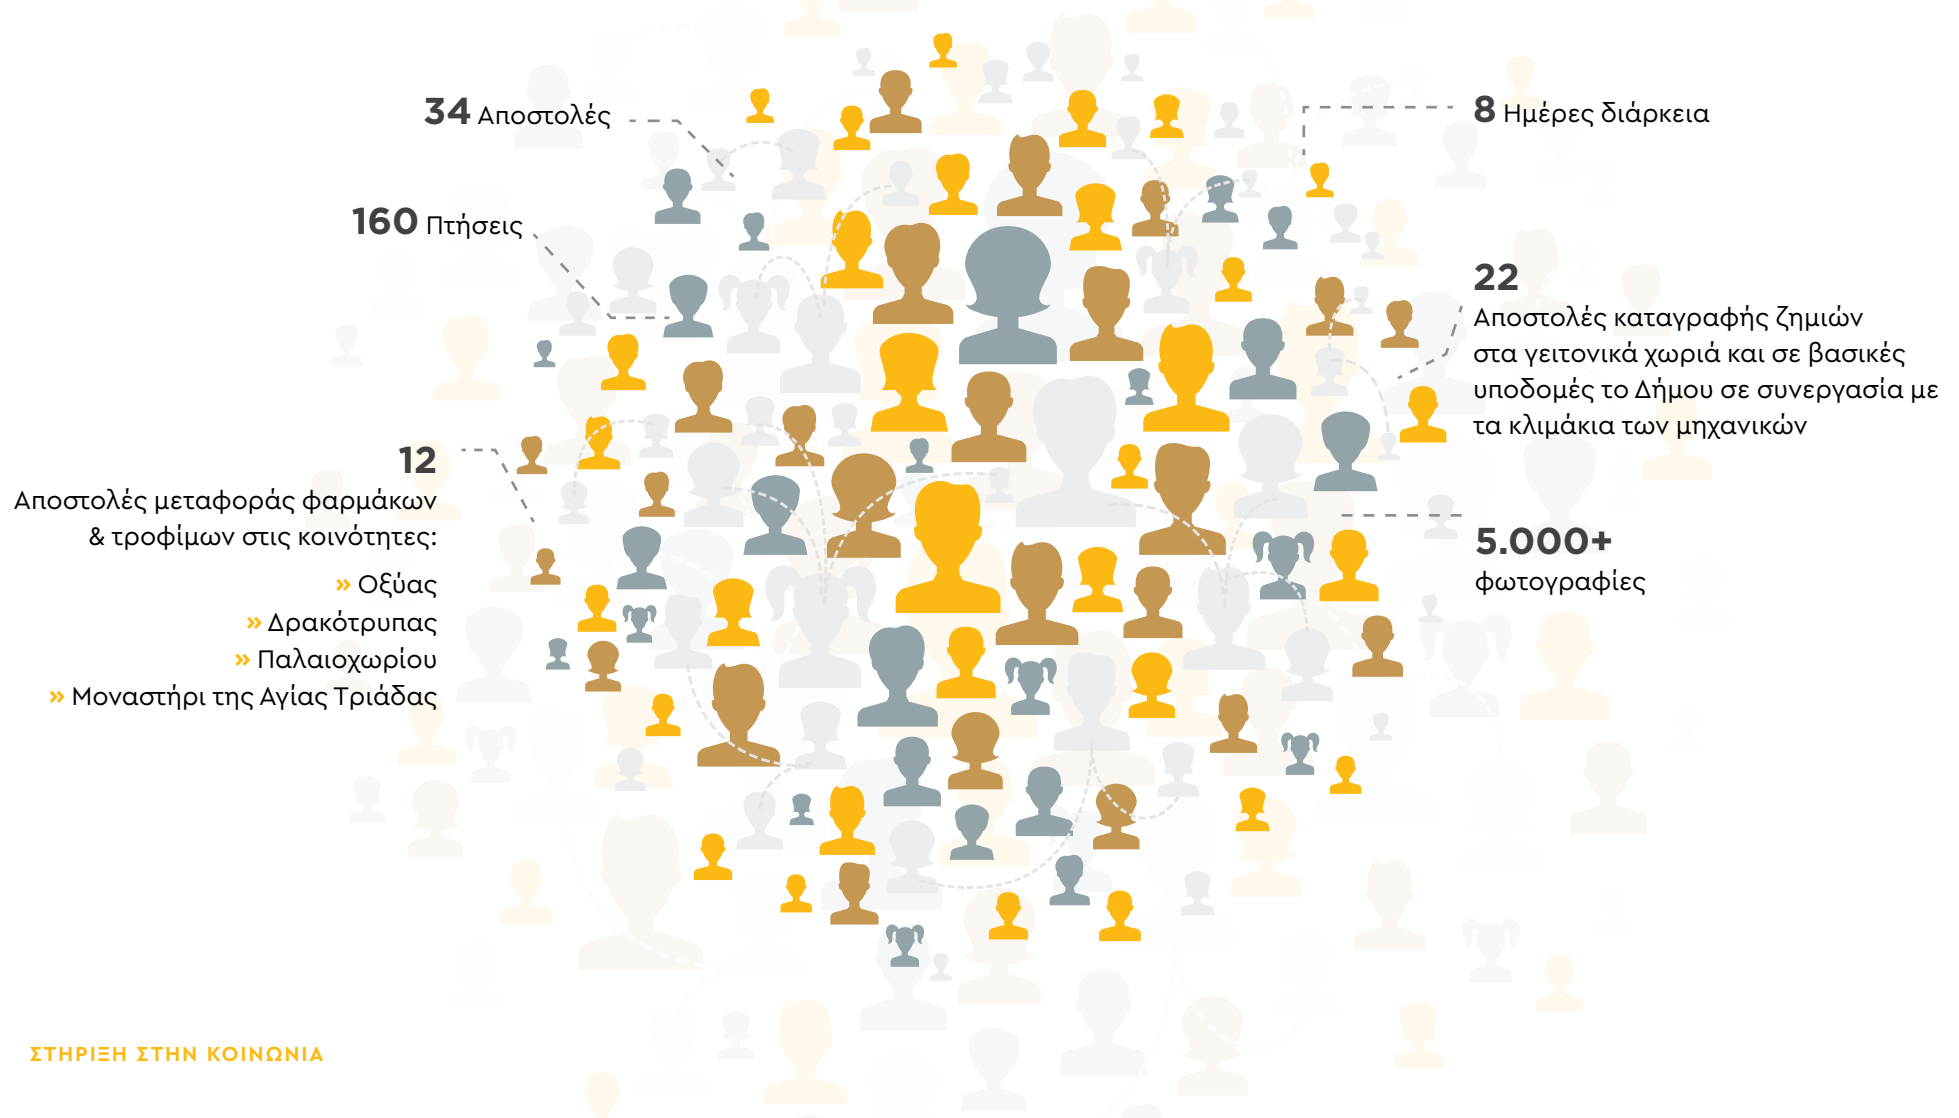 34 Αποστολές
160 Πτήσεις
12
Αποστολές μεταφοράς φαρμάκων
& τροφίμων στις κοινότητες:
» Οξύας
» Δρακότρυπας
» Παλαιοχωρίου
» Μοναστήρι της Αγίας Τριάδας
8 Ημέρες διάρκεια
22
Αποστολές καταγραφής ζημιών
στα γειτονικά χωριά και σε βασικές
υποδομές το Δήμου σε συνεργασία με
τα κλιμάκια των μηχανικών
5.000+
φωτογραφίες
ΣΤΗΡΙΞΗ ΣΤΗΝ ΚΟΙΝΩΝΙΑ